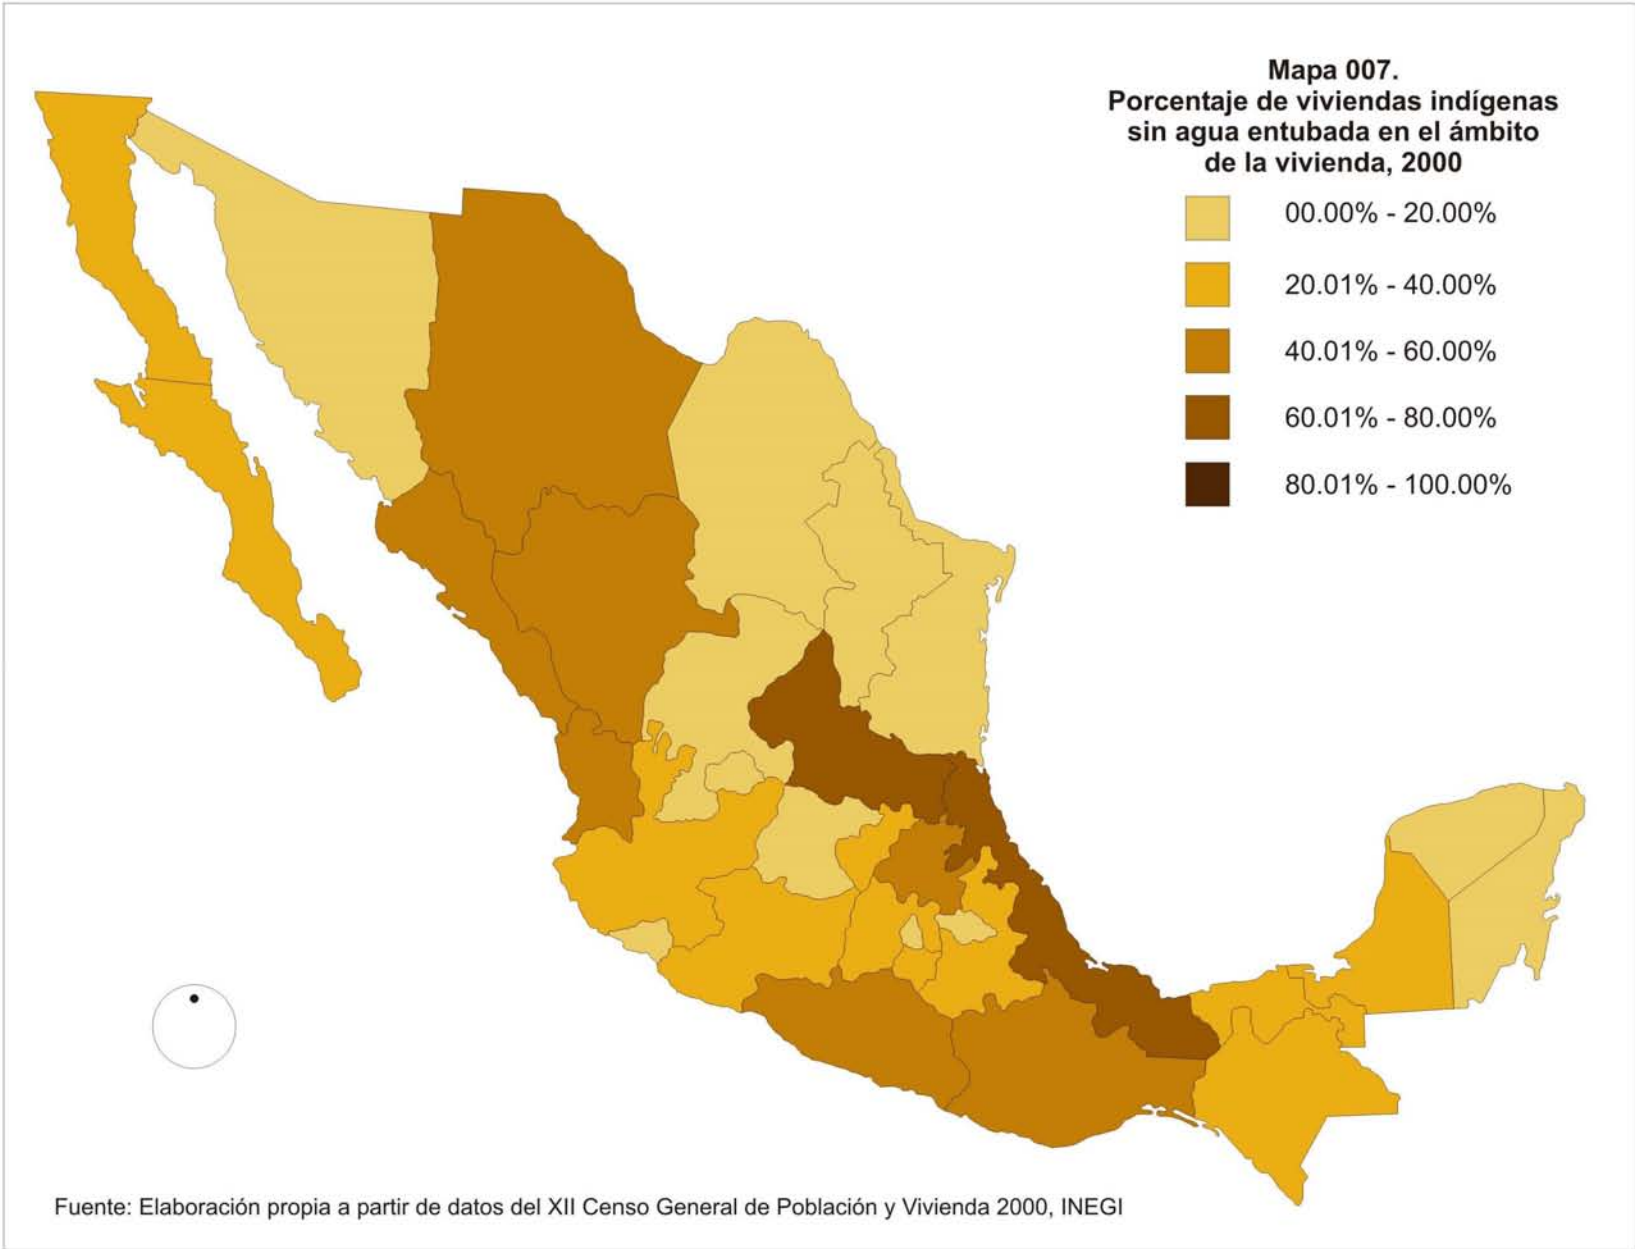 Mapa 007.
Porcentaje de viviendas indígenas
sin agua entubada en el ámbito
de la vivienda, 2000
00.00% - 20.00%
20.01% - 40.00%
40.01% - 60.00%
60.01% - 80.00%
80.01% - 100.00%
Fuente: Elaboración propia a partir de datos del XII Censo General de Población y Vivienda 2000, INEGI